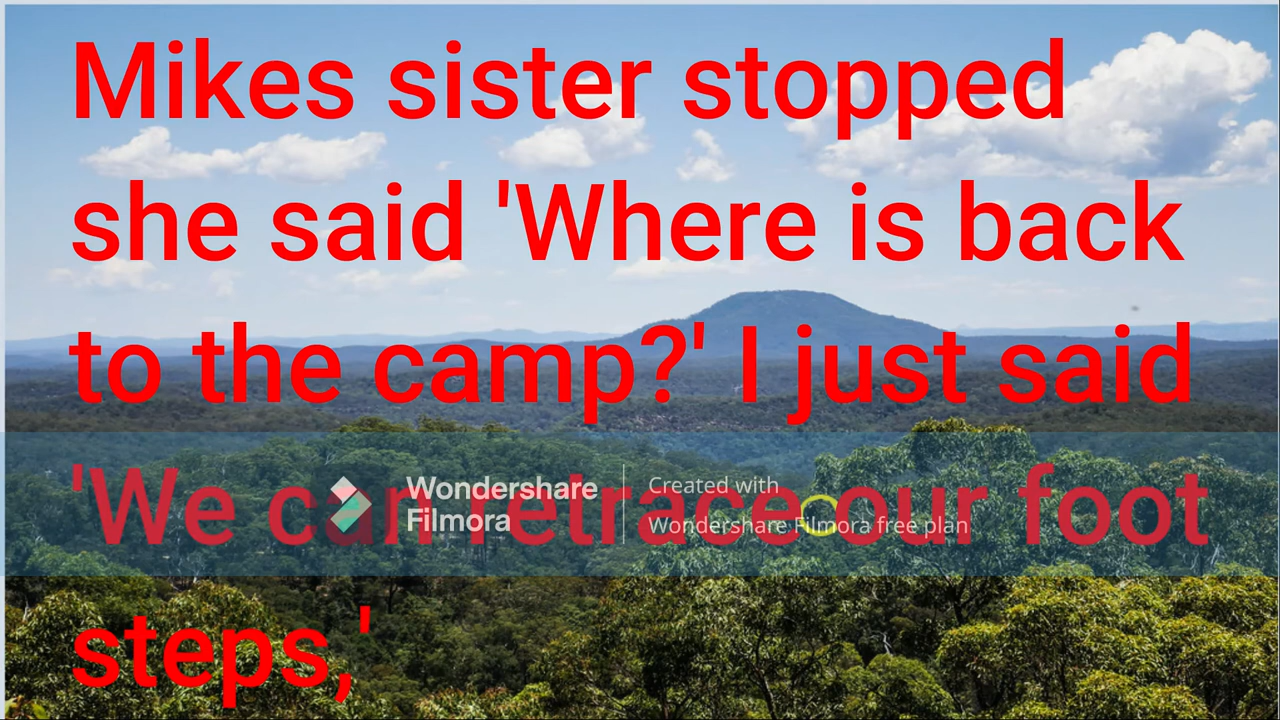 Mikes sister stopped
she said 'Where is back
to the camp?' I just said
'We can retrace our foot
steps,'
Wondershare
Filmora
Created with
Wondershare Filmora free plan